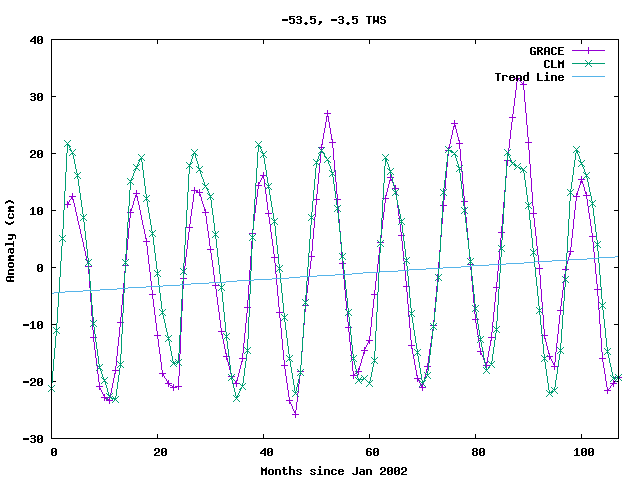 -53.5, -3.5 TWS
GRACE
CLM
Trend Line
40
30
20
10
0
-10
-20
-30
Anomaly (cm)
0 20 40 60 80 100
Months since Jan 2002